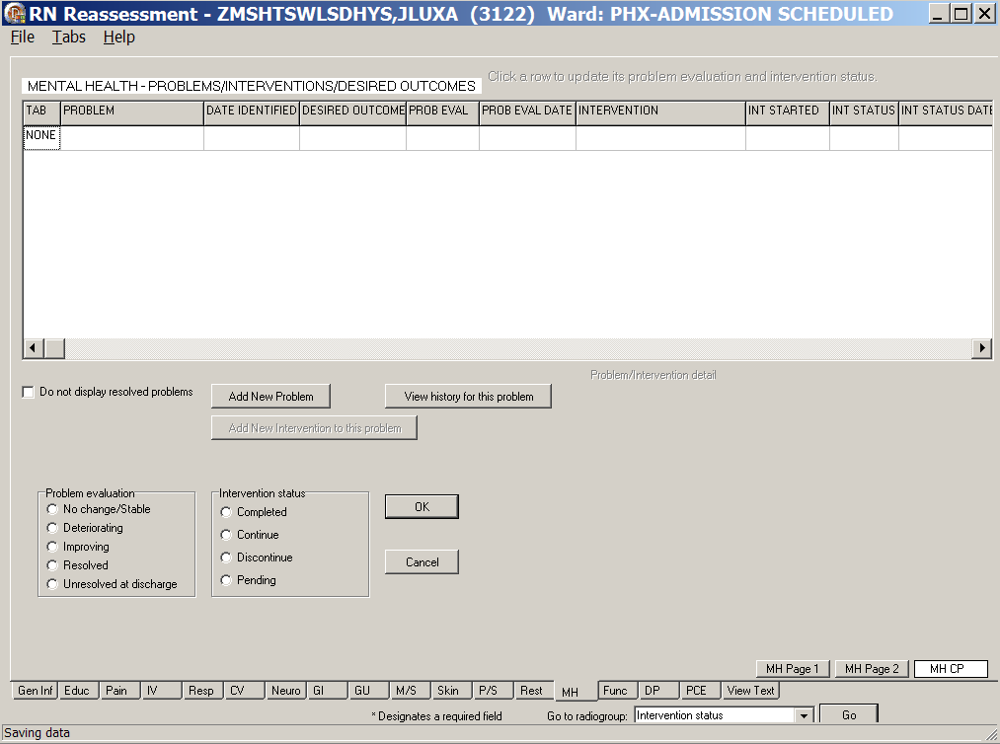 RN Reassessment - ZMSHTSWLSDHYS,JLUXA (3122) Ward: PHX-ADMISSION SCHEDULED
File Tabs Help
Click a row to update its problem evaluation and intervention status.
MENTAL HEALTH - PROBLEMS/INTERVENTIONS/DESIRED OUTCOMES
TAB PROBLEM DATE IDENTIFIED DESIRED OUTCOME PROB EVAL PROB EVAL DATE INTERVENTION INT STARTED INT STATUS INT STATUS DATE
NONE
Problem/Intervention detail
Do not display resolved problems Add New Problem View history for this problem
Add New Intervention to this problem
Problem evaluation
No change/Stable
Deteriorating
Improving
Resolved
Unresolved at discharge
Intervention status
Completed
Continue
Discontinue
Pending
OK
Cancel
MH Page 1 MH Page 2 MH CP
Gen Inf Educ Pain IV Resp CV Neuro GI GU M/S Skin P/S Rest MH Func DP PCE View Text
* Designates a required field Go to radiogroup: Intervention status Go
Saving data